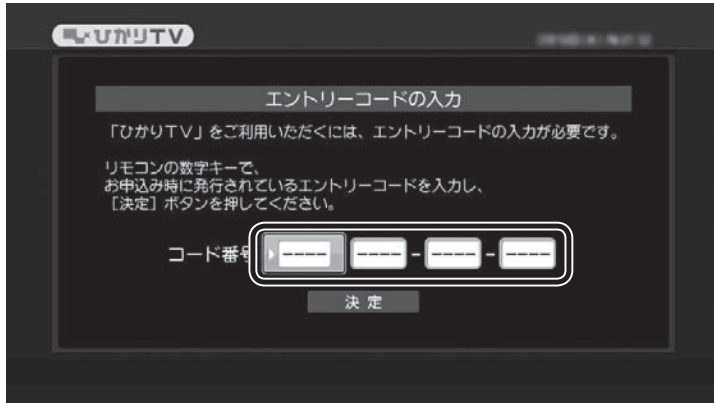 ひかりTV
エントリーコードの入力
「ひかりTV」をご利用いただくには、エントリーコードの入力が必要です。
リモコンの数字キーで、
お申込み時に発行されているエントリーコードを入力し、
［決定］ボタンを押してください。
コード番号 ---- ---- - ---- - ----
決定